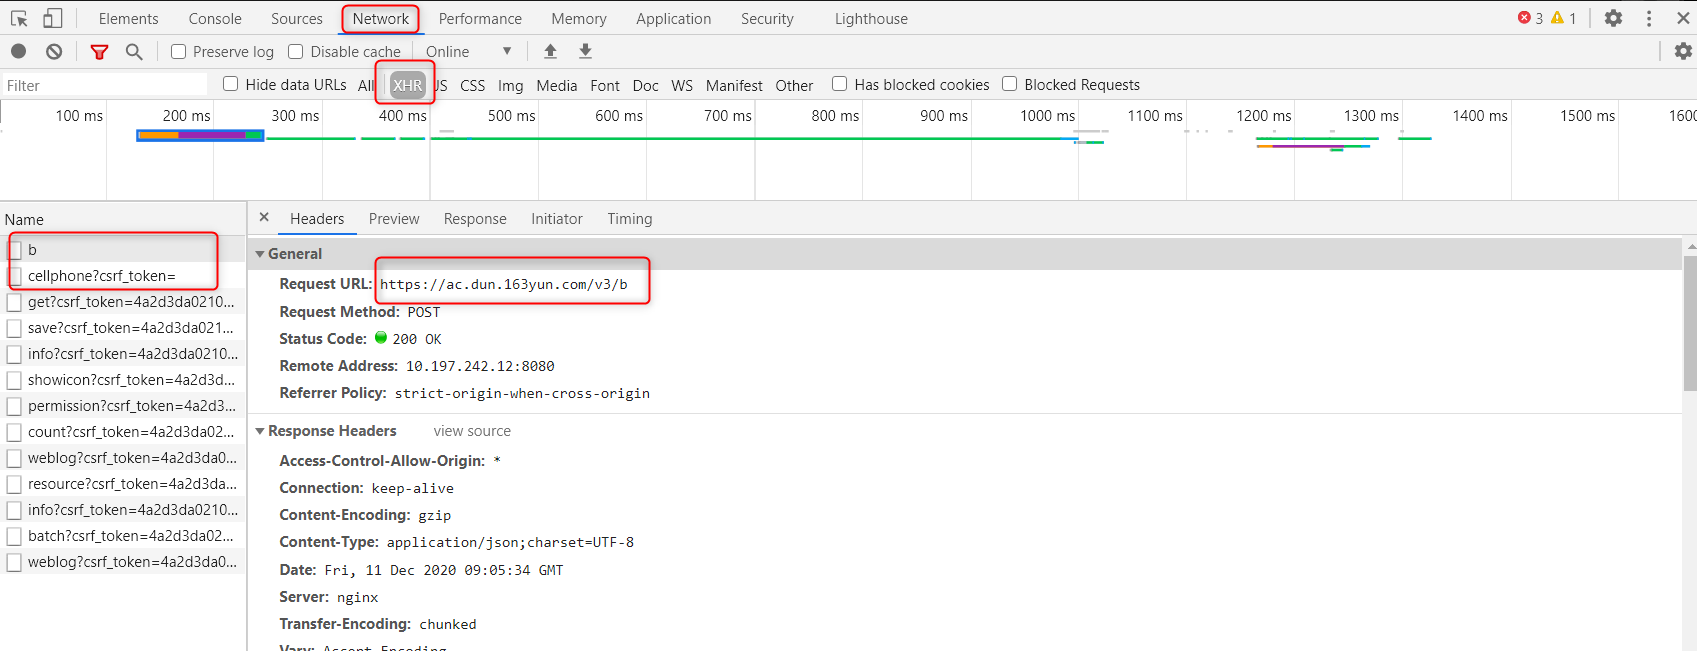 Elements Console Sources Network Performance Memory Application Security Lighthouse 3 1
Preserve log Disable cache Online
Filter Hide data URLs All XHR JS CSS Img Media Font Doc WS Manifest Other Has blocked cookies Blocked Requests
100 ms 200 ms 300 ms 400 ms 500 ms 600 ms 700 ms 800 ms 900 ms 1000 ms 1100 ms 1200 ms 1300 ms 1400 ms 1500 ms 1600
Name
b
cellphone?csrf_token=
get?csrf_token=4a2d3da0210...
save?csrf_token=4a2d3da021...
info?csrf_token=4a2d3da0210...
showicon?csrf_token=4a2d3d...
permission?csrf_token=4a2d3...
count?csrf_token=4a2d3da02...
weblog?csrf_token=4a2d3da0...
resource?csrf_token=4a2d3da...
info?csrf_token=4a2d3da0210...
batch?csrf_token=4a2d3da02...
weblog?csrf_token=4a2d3da0...
Headers Preview Response Initiator Timing
General
Request URL: https://ac.dun.163yun.com/v3/b
Request Method: POST
Status Code: 200 OK
Remote Address: 10.197.242.12:8080
Referrer Policy: strict-origin-when-cross-origin
Response Headers view source
Access-Control-Allow-Origin: *
Connection: keep-alive
Content-Encoding: gzip
Content-Type: application/json;charset=UTF-8
Date: Fri, 11 Dec 2020 09:05:34 GMT
Server: nginx
Transfer-Encoding: chunked
Vary: Accept-Encoding